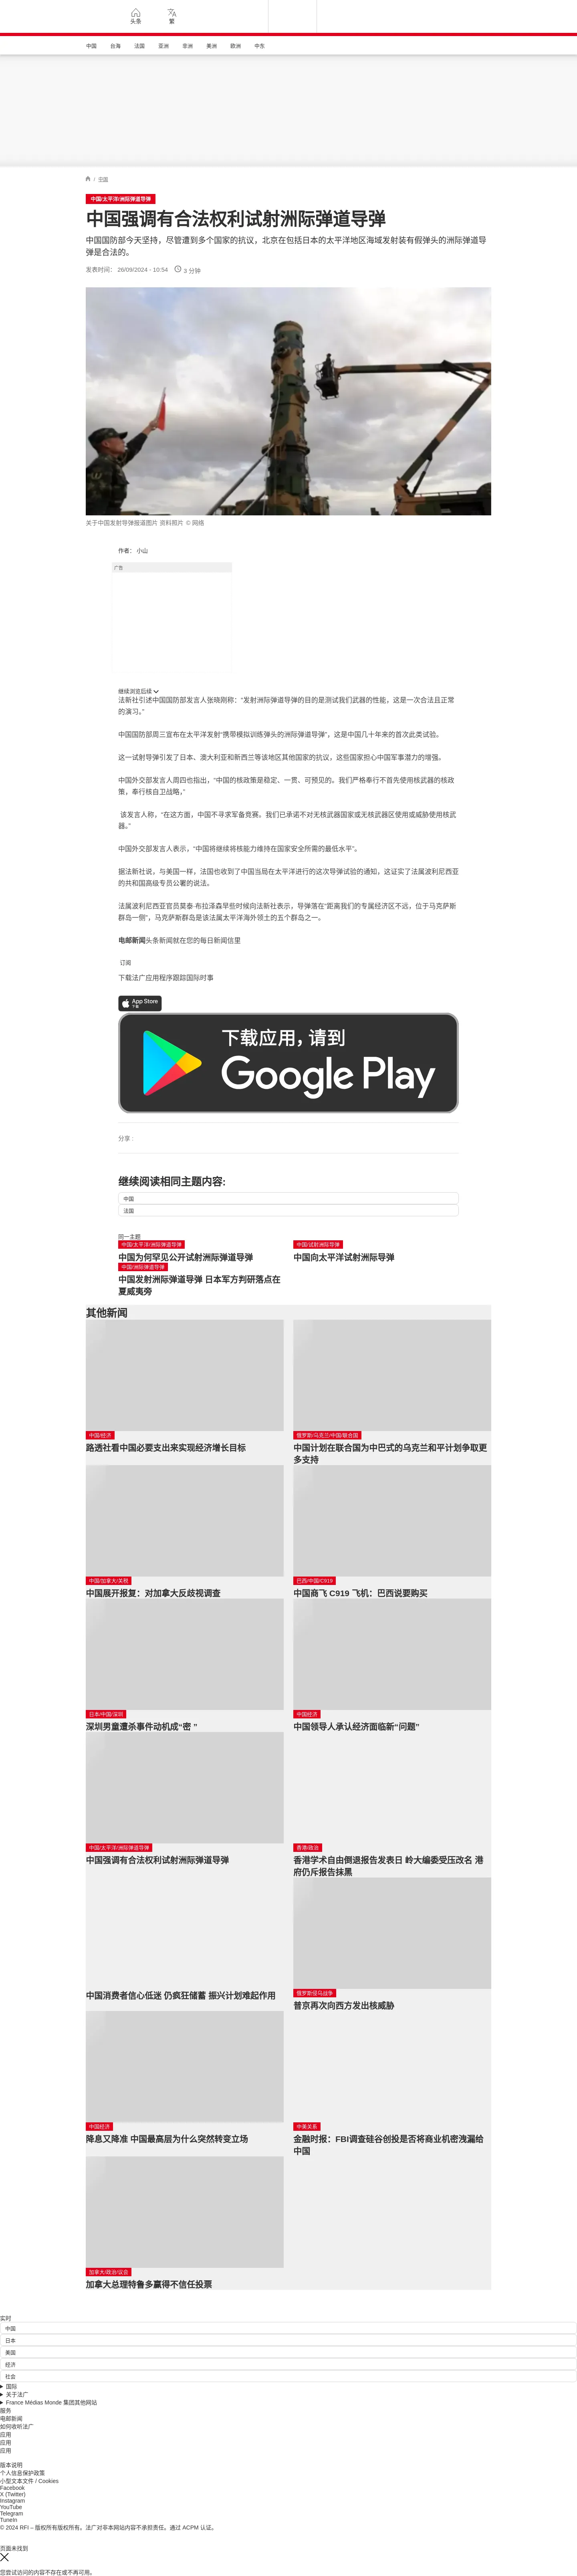 头条
繁
中国
台海
法国
亚洲
非洲
美洲
欧洲
中东
/ 中国
中国/太平洋/洲际弹道导弹
中国强调有合法权利试射洲际弹道导弹
中国国防部今天坚持，尽管遭到多个国家的抗议，北京在包括日本的太平洋地区海域发射装有假弹头的洲际弹道导
弹是合法的。
发表时间： 26/09/2024 - 10:54
3 分钟
关于中国发射导弹报道图片 资料照片 © 网络
作者： 小山
广告
继续浏览后续
法新社引述中国国防部发言人张晓刚称：“发射洲际弹道导弹的目的是测试我们武器的性能，这是一次合法且正常
的演习。”
中国国防部周三宣布在太平洋发射“携带模拟训练弹头的洲际弹道导弹”，这是中国几十年来的首次此类试验。
这一试射导弹引发了日本、澳大利亚和新西兰等该地区其他国家的抗议，这些国家担心中国军事潜力的增强。
中国外交部发言人周四也指出，“中国的核政策是稳定、一贯、可预见的。我们严格奉行不首先使用核武器的核政
策，奉行核自卫战略，”
该发言人称，“在这方面，中国不寻求军备竞赛。我们已承诺不对无核武器国家或无核武器区使用或威胁使用核武
器。”
中国外交部发言人表示，“中国将继续将核能力维持在国家安全所需的最低水平”。
据法新社说，与美国一样，法国也收到了中国当局在太平洋进行的这次导弹试验的通知，这证实了法属波利尼西亚
的共和国高级专员公署的说法。
法属波利尼西亚官员莫泰·布拉泽森早些时候向法新社表示，导弹落在“距离我们的专属经济区不远，位于马克萨斯
群岛一侧”，马克萨斯群岛是该法属太平洋海外领土的五个群岛之一。
电邮新闻头条新闻就在您的每日新闻信里
订阅
下载法广应用程序跟踪国际时事
App Store
下载
下载应用，请到
Google Play
分享 :
继续阅读相同主题内容:
中国
法国
同一主题
中国/太平洋/洲际弹道导弹
中国为何罕见公开试射洲际弹道导弹
中国/试射洲际导弹
中国向太平洋试射洲际导弹
中国/洲际弹道导弹
中国发射洲际弹道导弹 日本军方判研落点在
夏威夷旁
其他新闻
中国/经济
路透社看中国必要支出来实现经济增长目标
俄罗斯/乌克兰/中国/联合国
中国计划在联合国为中巴式的乌克兰和平计划争取更
多支持
中国/加拿大/关税
中国展开报复：对加拿大反歧视调查
巴西/中国/C919
中国商飞 C919 飞机：巴西说要购买
日本/中国/深圳
深圳男童遭杀事件动机成“密 ”
中国经济
中国领导人承认经济面临新“问题”
中国/太平洋/洲际弹道导弹
中国强调有合法权利试射洲际弹道导弹
香港/政治
香港学术自由倒退报告发表日 岭大编委受压改名 港
府仍斥报告抹黑
中国消费者信心低迷 仍疯狂储蓄 振兴计划难起作用
俄罗斯侵乌战争
普京再次向西方发出核威胁
中国经济
降息又降准 中国最高层为什么突然转变立场
中美关系
金融时报：FBI调查硅谷创投是否将商业机密洩漏给
中国
加拿大/政治/议会
加拿大总理特鲁多赢得不信任投票
实时
中国
日本
美国
经济
社会
国际
关于法广
France Médias Monde 集团其他网站
服务
电邮新闻
如何收听法广
应用
应用
应用
版本说明
个人信息保护政策
小型文本文件 / Cookies
Facebook
X (Twitter)
Instagram
YouTube
Telegram
TuneIn
© 2024 RFI – 版权所有版权所有。法广对非本网站内容不承担责任。通过 ACPM 认证。
页面未找到
您尝试访问的内容不存在或不再可用。